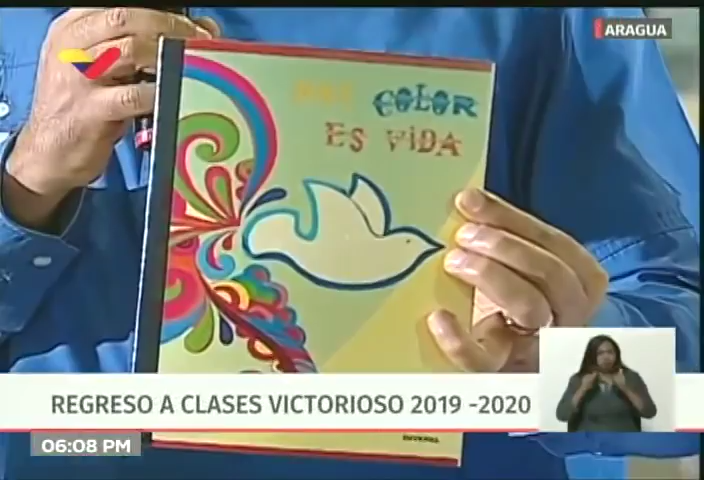 ARAGUA
COLOR
ES VIDA
REGRESO A CLASES VICTORIOSO 2019 -2020
06:08 PM